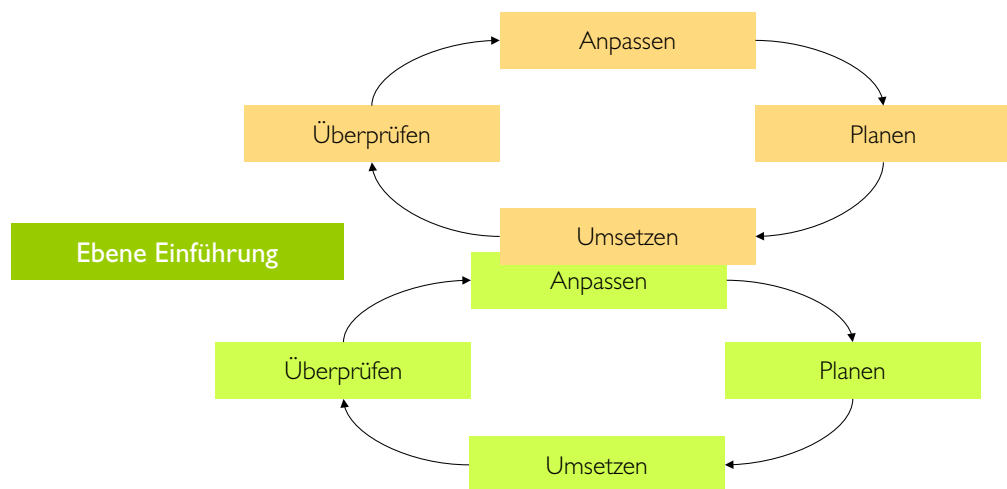 Anpassen
Überprüfen
Planen
Umsetzen
Ebene Einführung
Anpassen
Überprüfen
Planen
Umsetzen